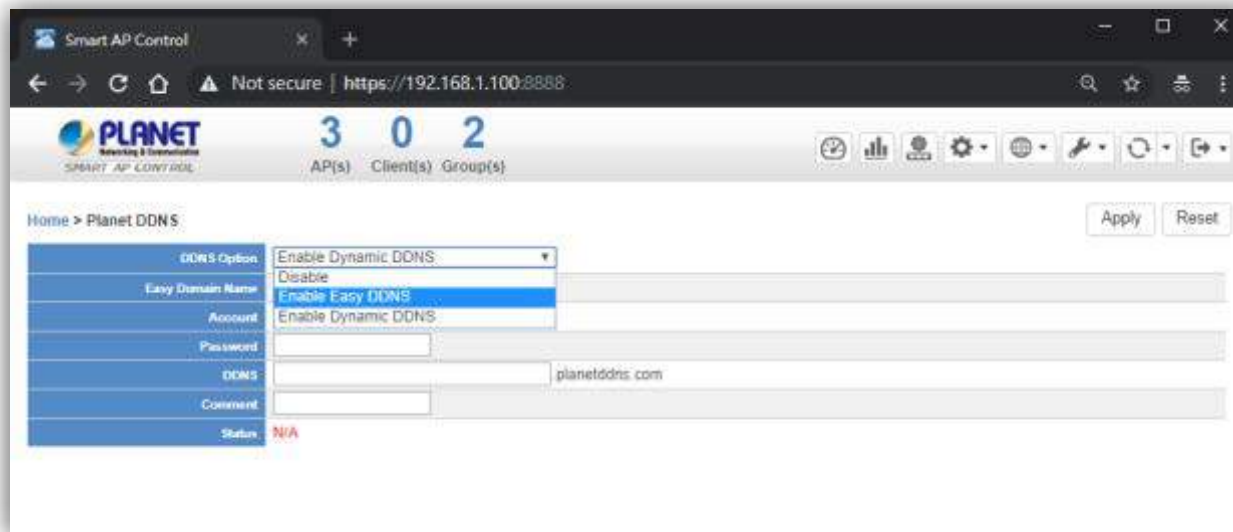 Smart AP Control
Not secure | https://192.168.1.100:8888
PLANET
Networking & Communication
SMART AP CONTROL
3 0 2
AP(s) Client(s) Group(s)
Home > Planet DDNS
Apply Reset
DDNS Option Enable Dynamic DDNS
Disable
Easy Domain Name Enable Easy DDNS
Account Enable Dynamic DDNS
Password
DDNS planetddns.com
Comment
Status N/A